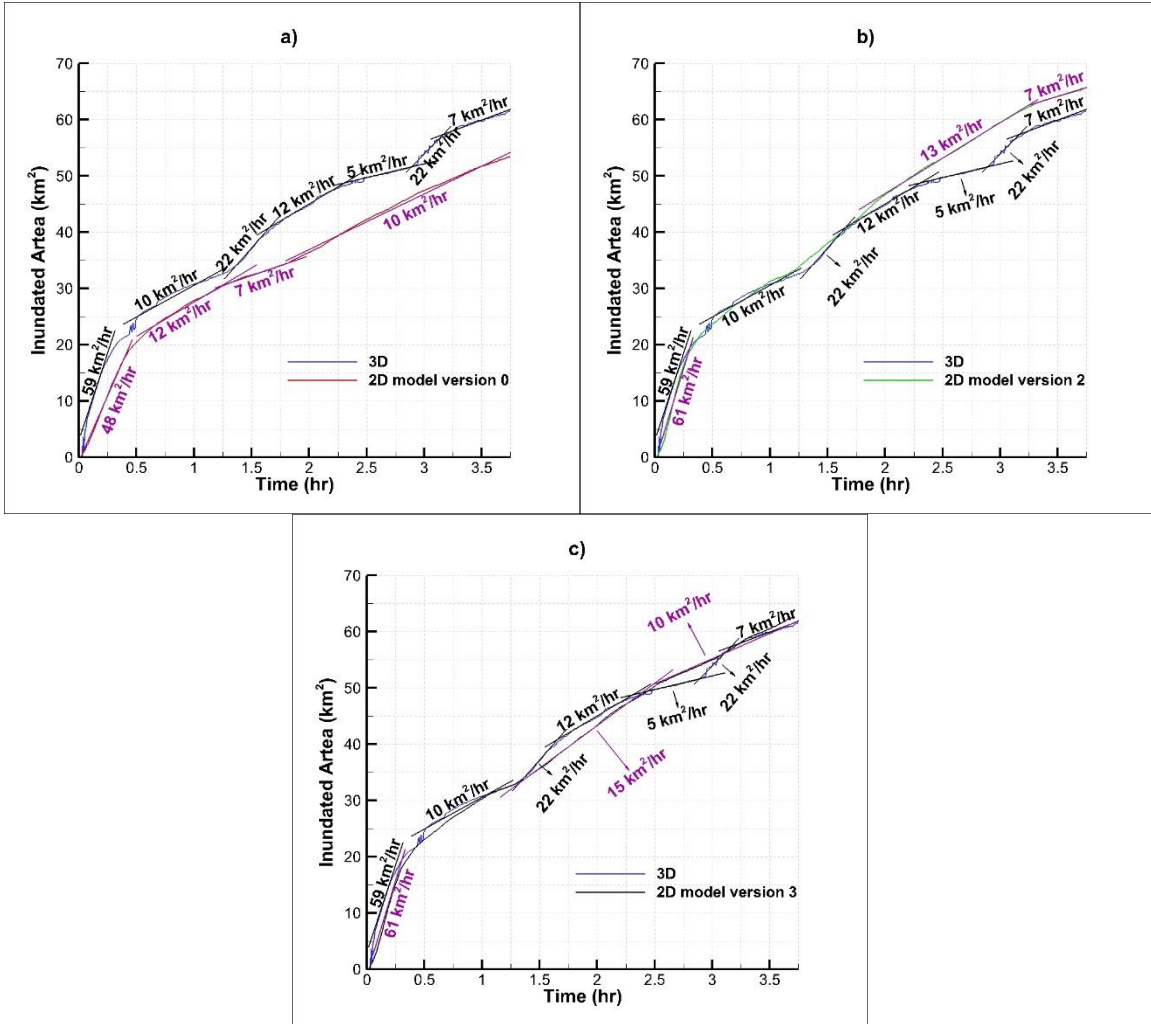 a)
Inundated Artea (km²)
70
60
50
40
30
20
10
0
0
0.5
1
1.5
2
2.5
3
3.5
Time (hr)
59 km²/hr
10 km²/hr
22 km²/hr
12 km²/hr
5 km²/hr
22 km²/hr
7 km²/hr
48 km²/hr
12 km²/hr
7 km²/hr
10 km²/hr
3D
2D model version 0
b)
Inundated Artea (km²)
70
60
50
40
30
20
10
0
0
0.5
1
1.5
2
2.5
3
3.5
Time (hr)
59 km²/hr
10 km²/hr
22 km²/hr
12 km²/hr
5 km²/hr
22 km²/hr
7 km²/hr
61 km²/hr
13 km²/hr
7 km²/hr
3D
2D model version 2
c)
Inundated Artea (km²)
70
60
50
40
30
20
10
0
0
0.5
1
1.5
2
2.5
3
3.5
Time (hr)
59 km²/hr
10 km²/hr
22 km²/hr
12 km²/hr
5 km²/hr
22 km²/hr
7 km²/hr
61 km²/hr
15 km²/hr
10 km²/hr
3D
2D model version 3